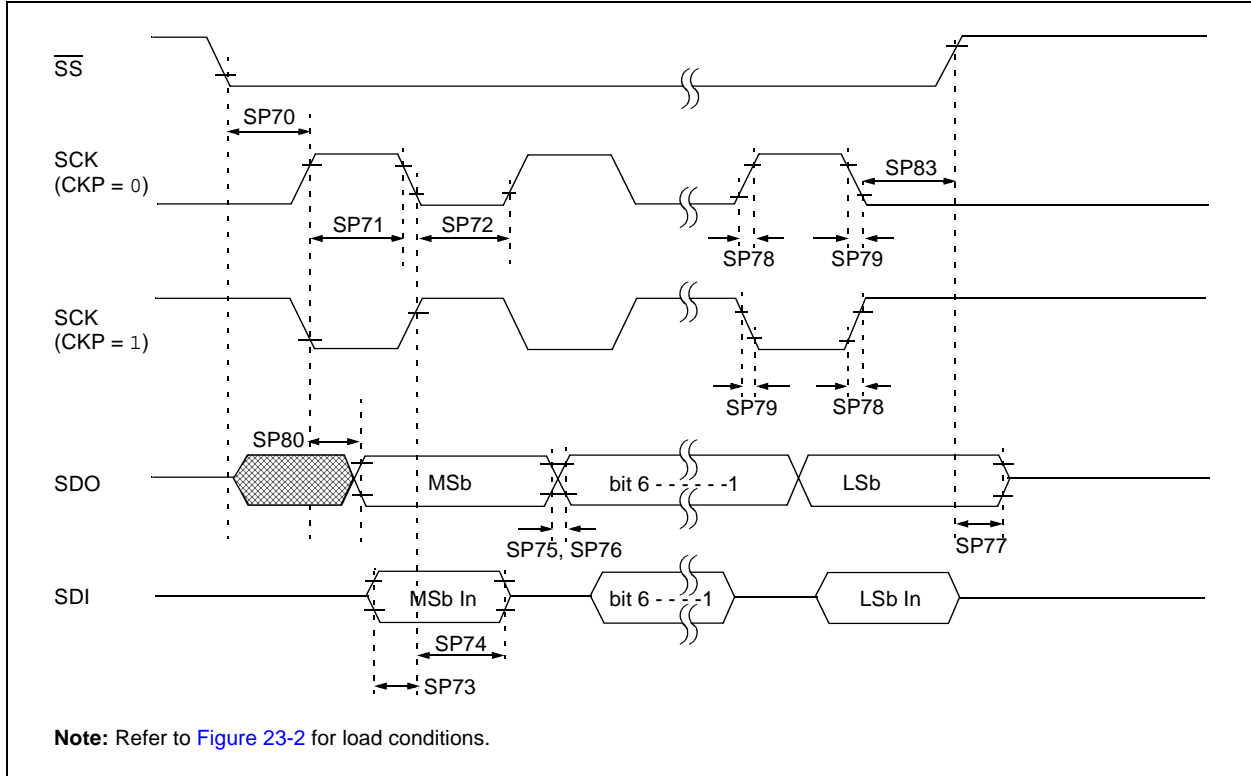 SS
SP70
SCK
(CKP = 0)
SP83
SP71
SP72
SP78
SP79
SCK
(CKP = 1)
SP79
SP78
SP80
SDO
MSb
bit 6 - - - - - - -1
LSb
SP75, SP76
SP77
SDI
MSb In
bit 6 - - - - -1
LSb In
SP74
SP73
Note: Refer to Figure 23-2 for load conditions.